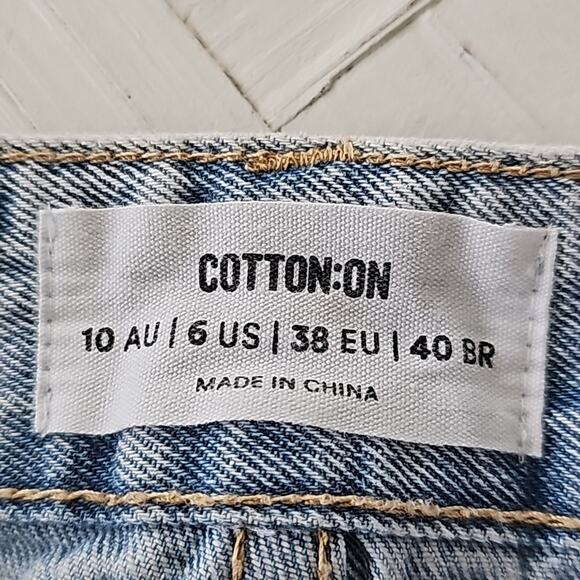 COTTON:ON
10 AU | 6 US | 38 EU | 40 BR
MADE IN CHINA